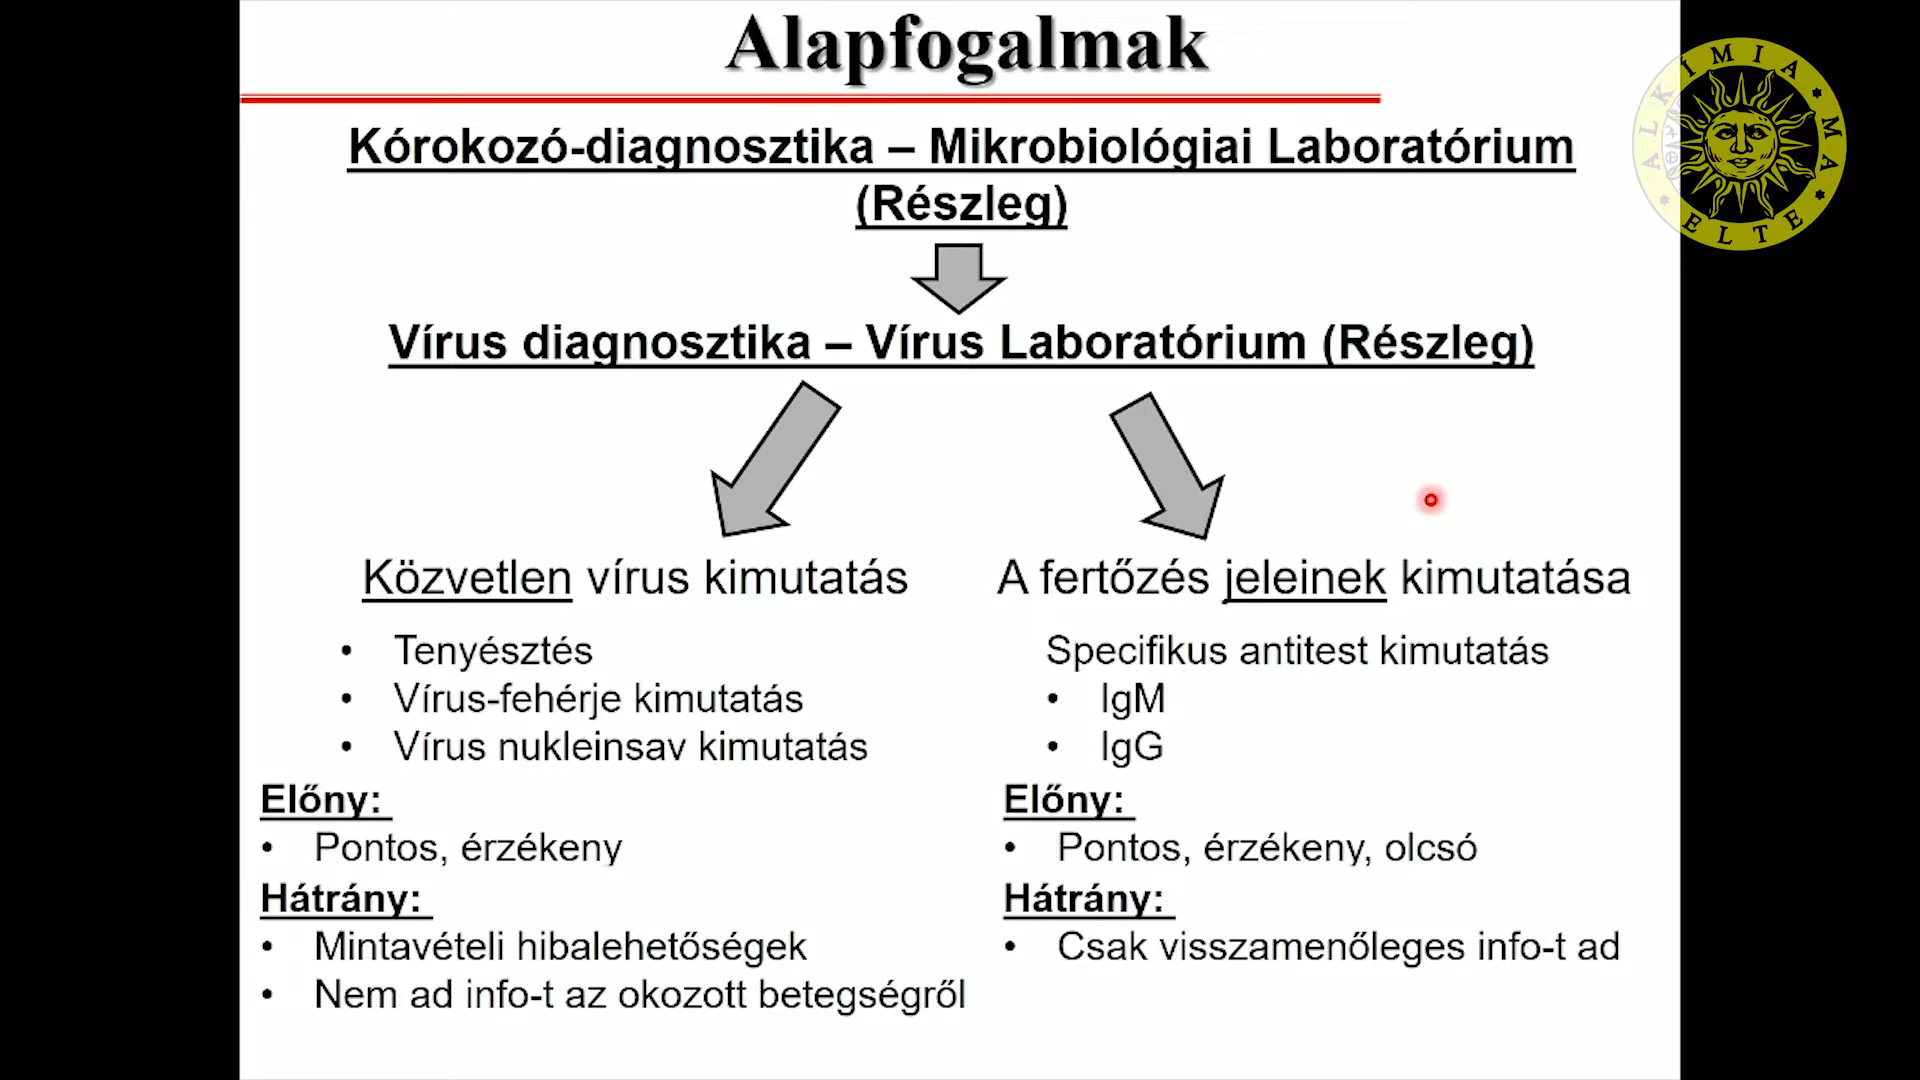 Alapfogalmak
Kórokozó-diagnosztika – Mikrobiológiai Laboratórium
(Részleg)
Vírus diagnosztika – Vírus Laboratórium (Részleg)
Közvetlen vírus kimutatás
• Tenyésztés
• Vírus-fehérje kimutatás
• Vírus nukleinsav kimutatás
Előny:
• Pontos, érzékeny
Hátrány:
• Mintavételi hibalehetőségek
• Nem ad info-t az okozott betegségről
A fertőzés jeleinek kimutatása
Specifikus antitest kimutatás
• IgM
• IgG
Előny:
• Pontos, érzékeny, olcsó
Hátrány:
• Csak visszamenőleges info-t ad
ALKÍMIA MA
ELTE